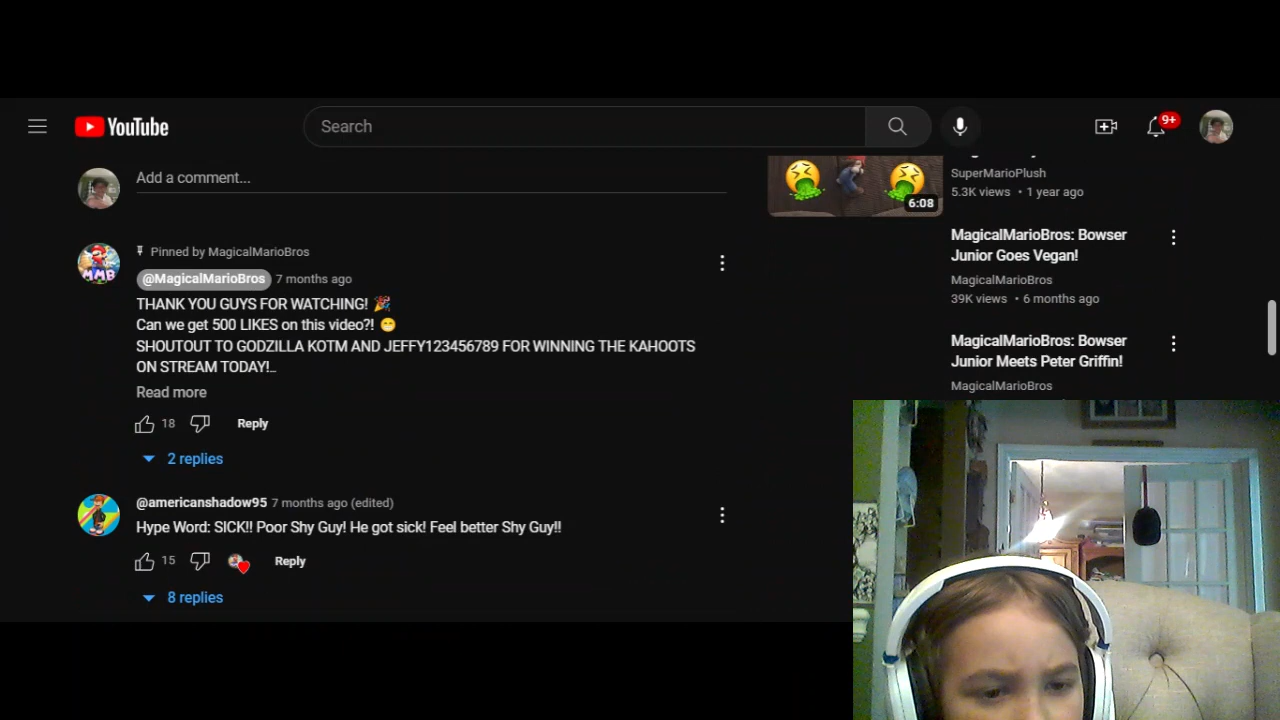 YouTube
Search
9+
Add a comment...
SuperMarioPlush
5.3K views • 1 year ago
6:08
MagicalMarioBros: Bowser
Junior Goes Vegan!
MagicalMarioBros
39K views • 6 months ago
MagicalMarioBros: Bowser
Junior Meets Peter Griffin!
MagicalMarioBros
MMB
Pinned by MagicalMarioBros
@MagicalMarioBros 7 months ago
THANK YOU GUYS FOR WATCHING! 🎉
Can we get 500 LIKES on this video?! 😁
SHOUTOUT TO GODZILLA KOTM AND JEFFY123456789 FOR WINNING THE KAHOOTS
ON STREAM TODAY!..
Read more
18 Reply
2 replies
@americanshadow95 7 months ago (edited)
Hype Word: SICK!! Poor Shy Guy! He got sick! Feel better Shy Guy!!
15 Reply
8 replies